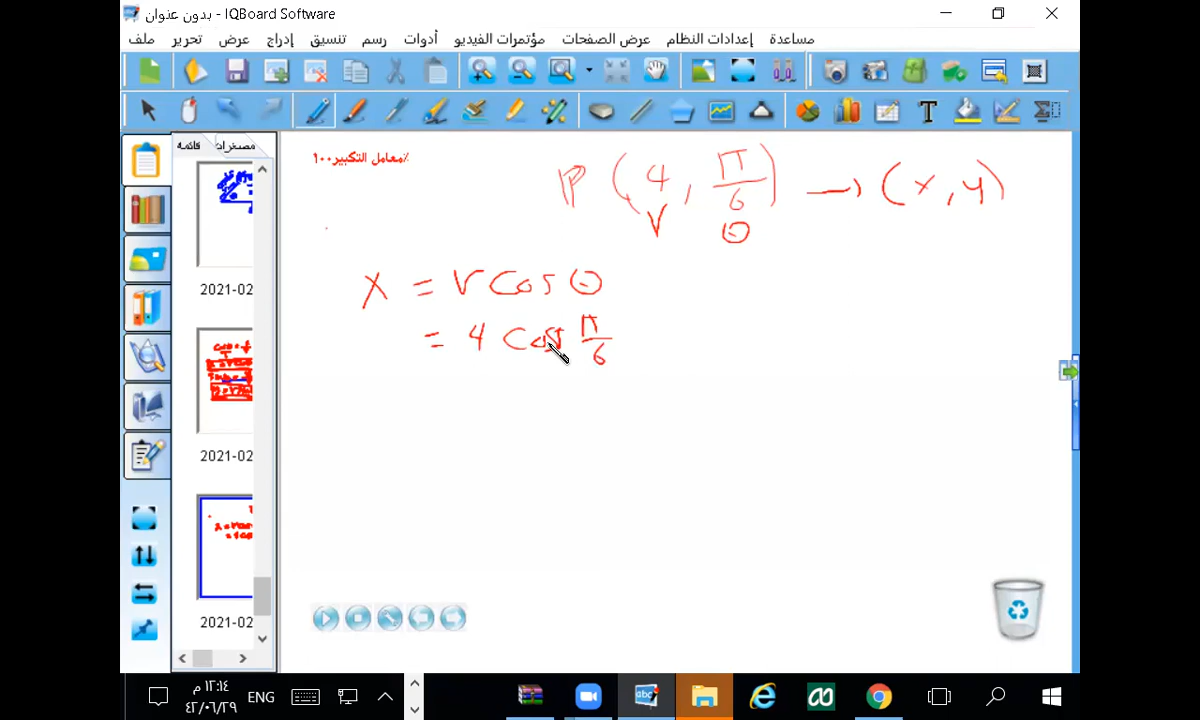 بدون عنوان - IQBoard Software
ملف تحرير عرض إدراج تنسيق رسم أدوات مؤتمرات الفيديو عرض الصفحات إعدادات النظام مساعدة
قائمة مصغرات
معامل التكبير١٠٠٪
P (4, π/6) → (x, y)
r θ
x = r cos θ
= 4 cos π/6
2021-02
2021-02
2021-02
١٢:١٤ م
ENG
٤٢/٠٦/٢٩
abc